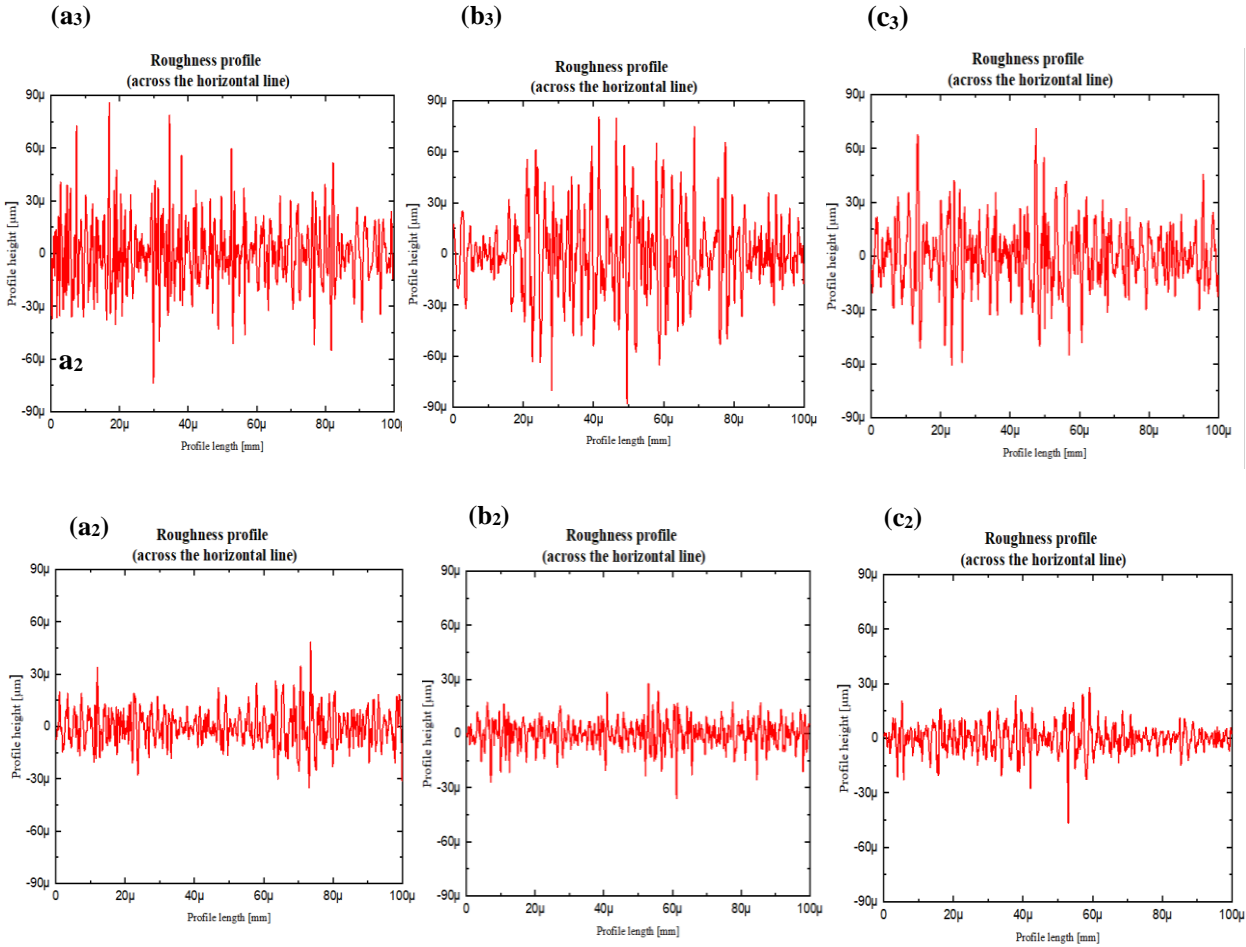 (a3)
Roughness profile
(across the horizontal line)
90µ
60µ
30µ
0
-30µ
-60µ
-90µ
Profile height [µm]
a2
0
20µ
40µ
60µ
80µ
100µ
Profile length [mm]
(b3)
Roughness profile
(across the horizontal line)
90µ
60µ
30µ
0
-30µ
-60µ
-90µ
Profile height [µm]
0
20µ
40µ
60µ
80µ
100µ
Profile length [mm]
(c3)
Roughness profile
(across the horizontal line)
90µ
60µ
30µ
0
-30µ
-60µ
-90µ
Profile height [µm]
0
20µ
40µ
60µ
80µ
100µ
Profile length [mm]
(a2)
Roughness profile
(across the horizontal line)
90µ
60µ
30µ
0
-30µ
-60µ
-90µ
Profile height [µm]
0
20µ
40µ
60µ
80µ
100µ
Profile length [mm]
(b2)
Roughness profile
(across the horizontal line)
90µ
60µ
30µ
0
-30µ
-60µ
-90µ
Profile height [µm]
0
20µ
40µ
60µ
80µ
100µ
Profile length [mm]
(c2)
Roughness profile
(across the horizontal line)
90µ
60µ
30µ
0
-30µ
-60µ
-90µ
Profile height [µm]
0
20µ
40µ
60µ
80µ
100µ
Profile length [mm]